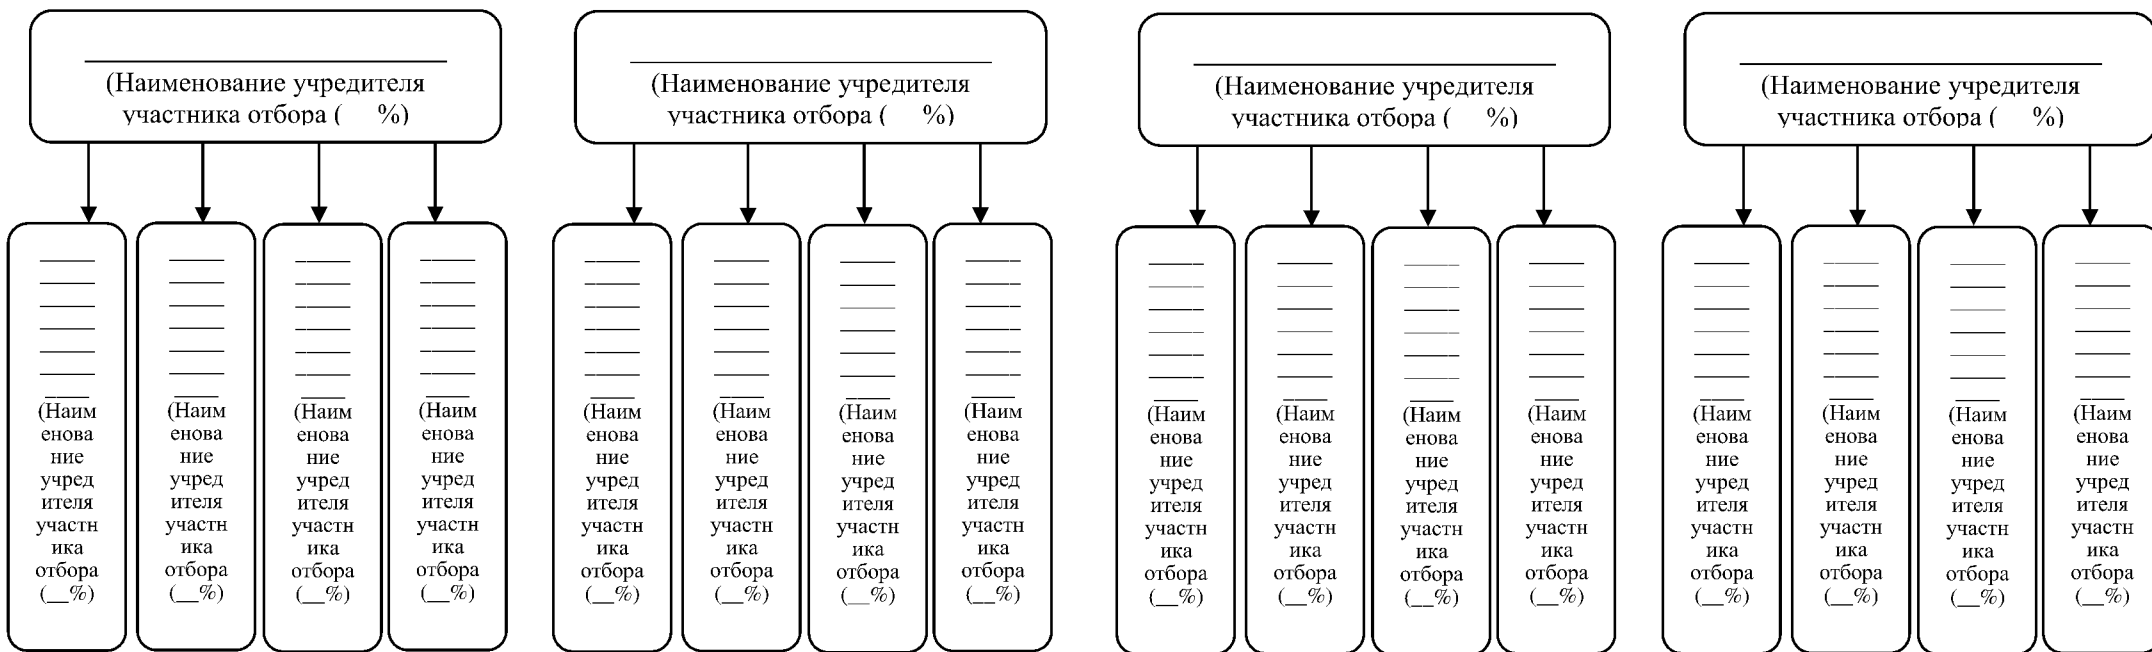 (Наименование учредителя
участника отбора ( %)
(Наименование учредителя
участника отбора ( %)
(Наименование учредителя
участника отбора ( %)
(Наименование учредителя
участника отбора ( %)
(Наим
енова
ние
учред
ителя
участн
ика
отбора
(__%)
(Наим
енова
ние
учред
ителя
участн
ика
отбора
(__%)
(Наим
енова
ние
учред
ителя
участн
ика
отбора
(__%)
(Наим
енова
ние
учред
ителя
участн
ика
отбора
(__%)
(Наим
енова
ние
учред
ителя
участн
ика
отбора
(__%)
(Наим
енова
ние
учред
ителя
участн
ика
отбора
(__%)
(Наим
енова
ние
учред
ителя
участн
ика
отбора
(__%)
(Наим
енова
ние
учред
ителя
участн
ика
отбора
(__%)
(Наим
енова
ние
учред
ителя
участн
ика
отбора
(__%)
(Наим
енова
ние
учред
ителя
участн
ика
отбора
(__%)
(Наим
енова
ние
учред
ителя
участн
ика
отбора
(__%)
(Наим
енова
ние
учред
ителя
участн
ика
отбора
(__%)
(Наим
енова
ние
учред
ителя
участн
ика
отбора
(__%)
(Наим
енова
ние
учред
ителя
участн
ика
отбора
(__%)
(Наим
енова
ние
учред
ителя
участн
ика
отбора
(__%)
(Наим
енова
ние
учред
ителя
участн
ика
отбора
(__%)